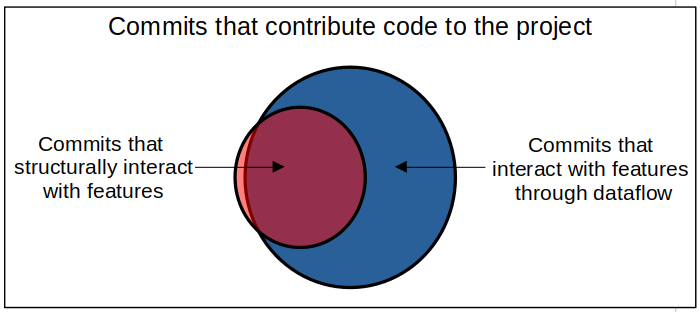 Commits that contribute code to the project
Commits that
structurally interact
with features
Commits that
interact with features
through dataflow